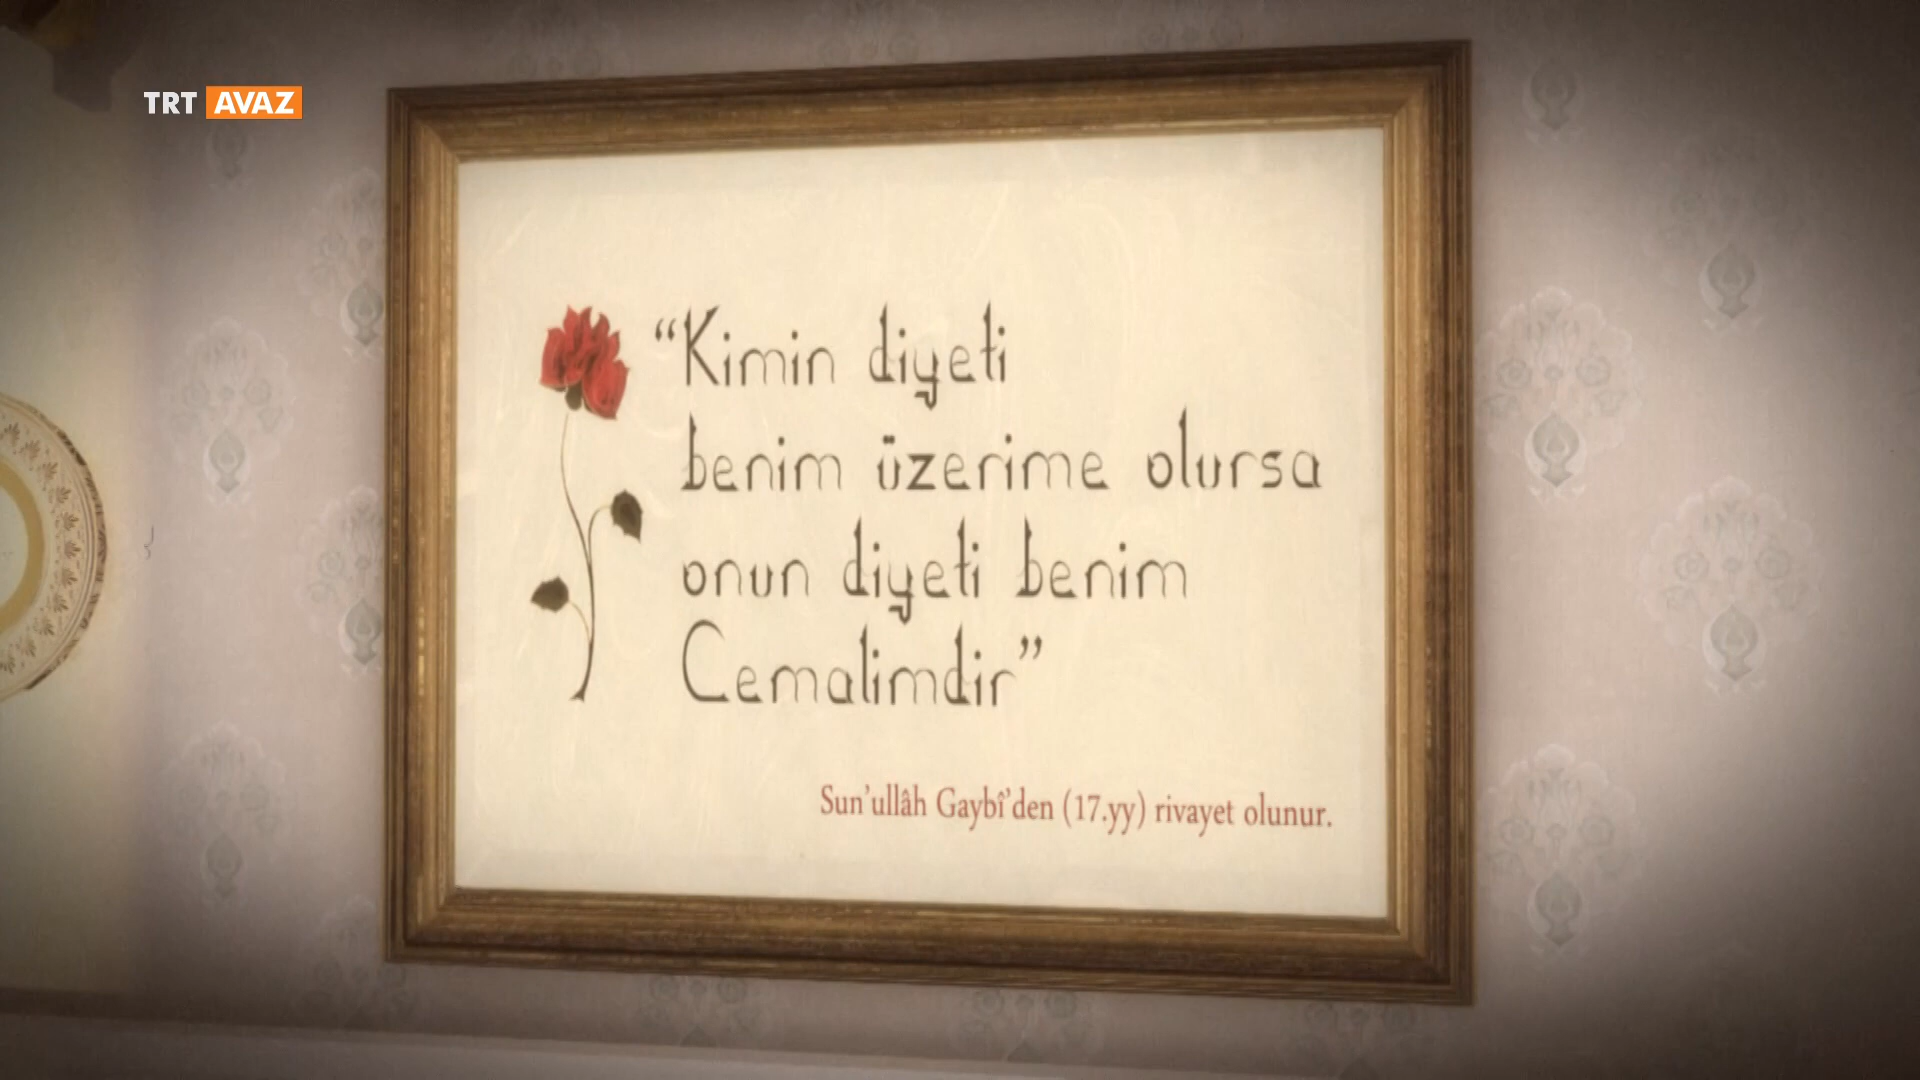 TRT AVAZ
“Kimin diyeti
benim üzerime olursa
onun diyeti benim
Cemalimdir”
Sun’ullâh Gaybî’den (17.yy) rivayet olunur.